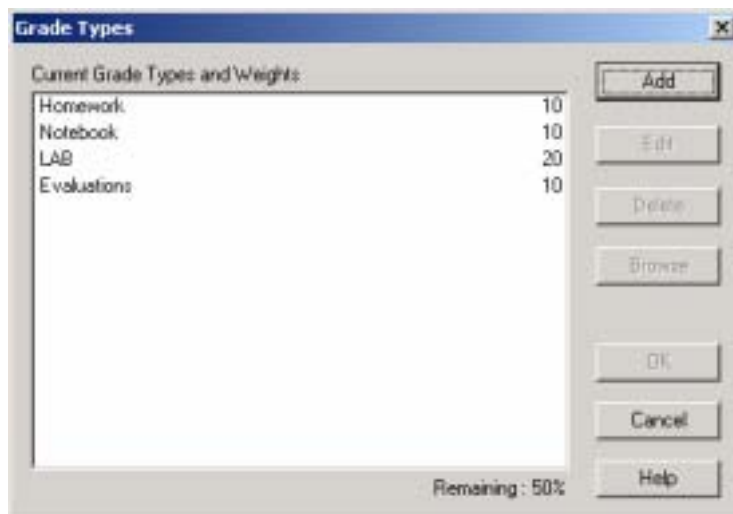 Grade Types
Current Grade Types and Weights
Homework 10
Notebook 10
LAB 20
Evaluations 10
Remaining : 50%
Add
Edit
Delete
Browse
OK
Cancel
Help